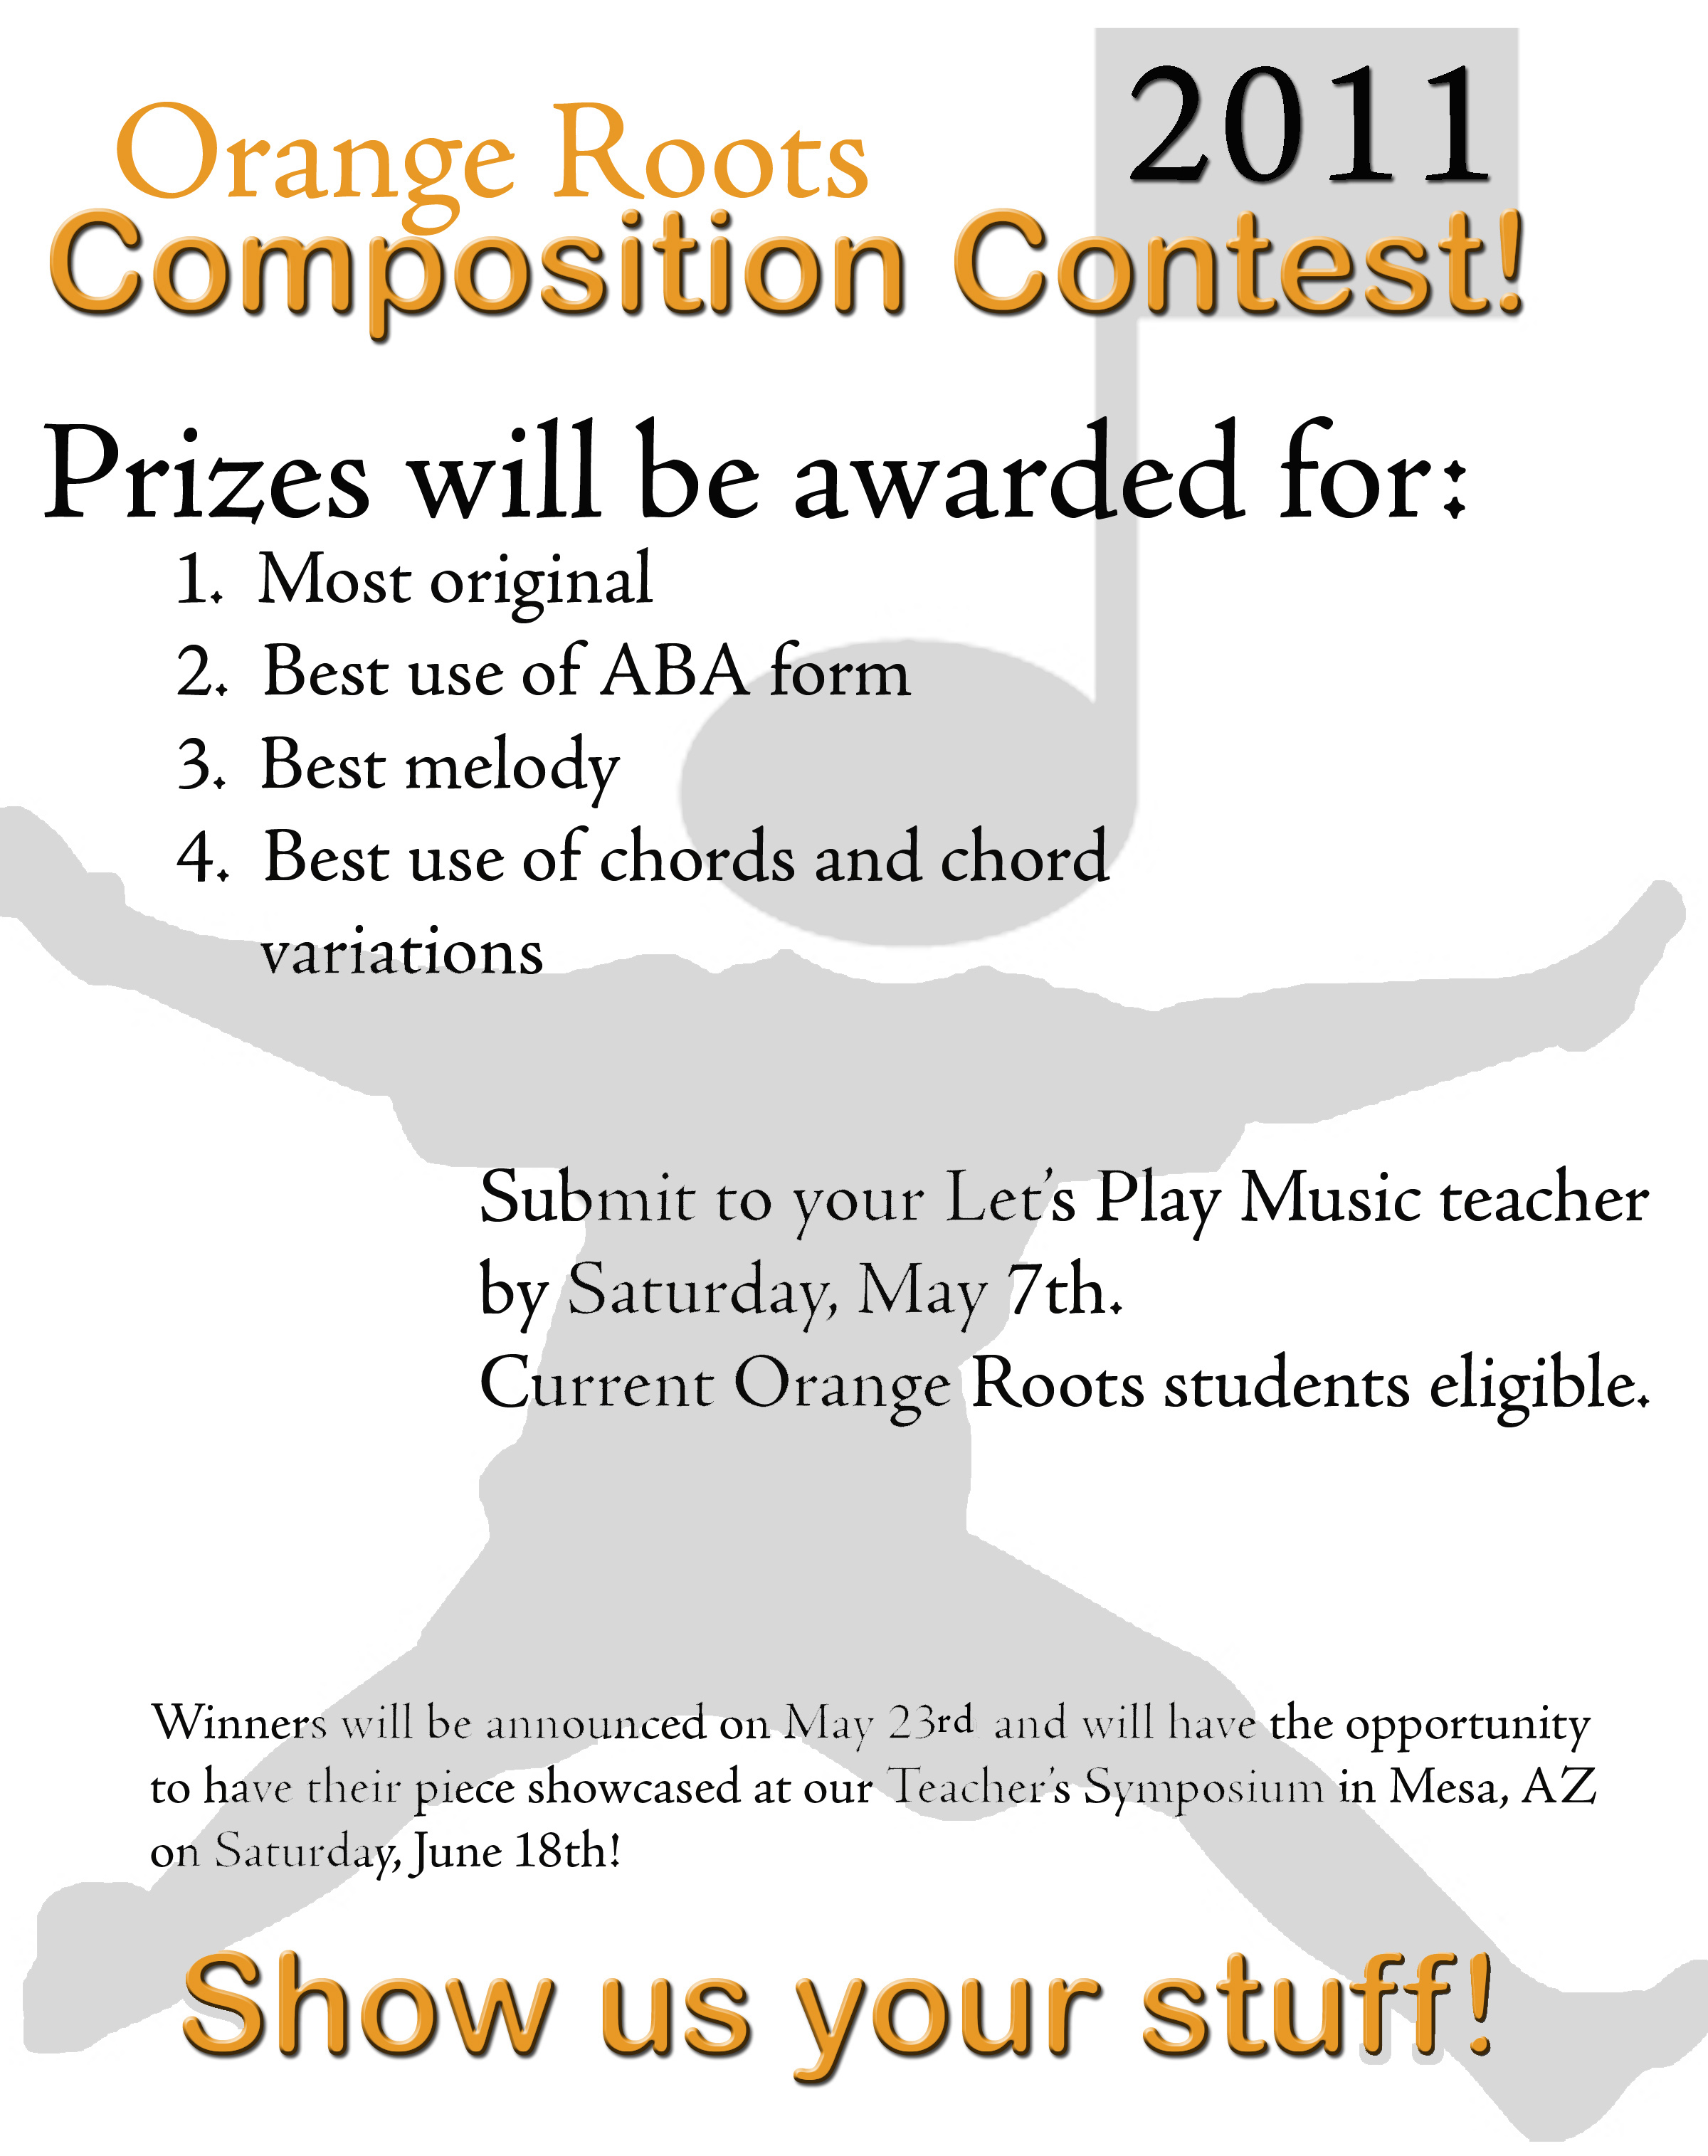 2011
Orange Roots
Composition Contest!
Prizes will be awarded for:
1. Most original
2. Best use of ABA form
3. Best melody
4. Best use of chords and chord
variations
Submit to your Let's Play Music teacher
by Saturday, May 7th.
Current Orange Roots students eligible.
Winners will be announced on May 23rd and will have the opportunity
to have their piece showcased at our Teacher's Symposium in Mesa, AZ
on Saturday, June 18th!
Show us your stuff!